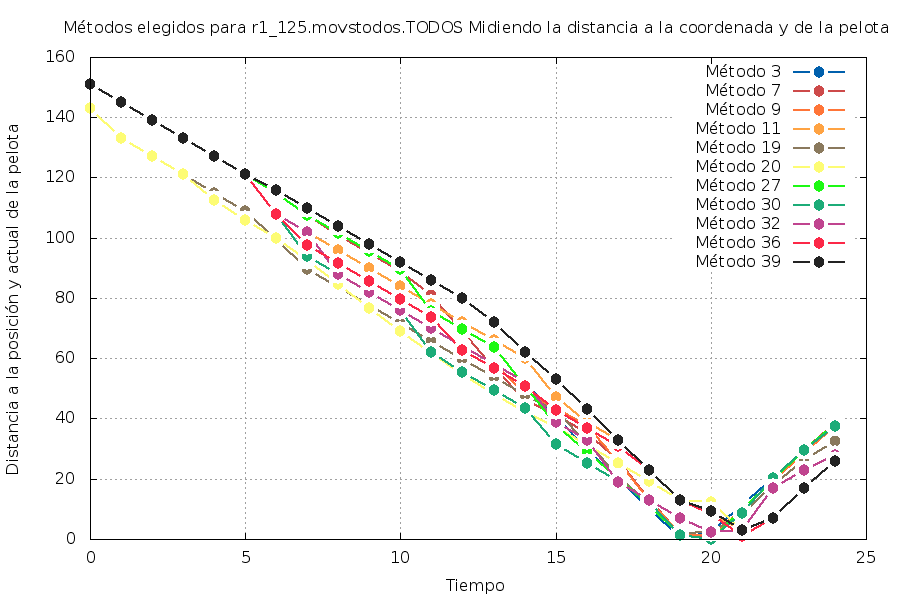 Métodos elegidos para r1_125.movstodos.TODOS Midiendo la distancia a la coordenada y de la pelota
160
140
120
100
80
60
40
20
0
Distancia a la posición y actual de la pelota
Método 3
Método 7
Método 9
Método 11
Método 19
Método 20
Método 27
Método 30
Método 32
Método 36
Método 39
0 5 10 15 20 25
Tiempo